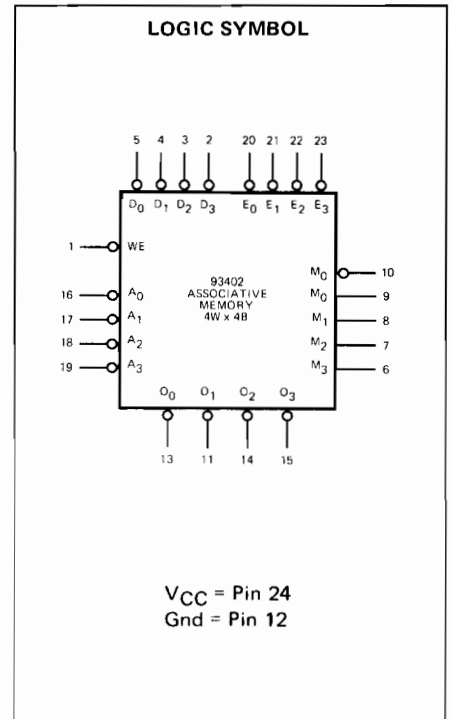 LOGIC SYMBOL
5 4 3 2 20 21 22 23
D0 D1 D2 D3 E0 E1 E2 E3
1 WE
93402
ASSOCIATIVE
MEMORY
4W x 4B
M0 10
16 A0
M0 9
17 A1
M1 8
18 A2
M2 7
19 A3
M3 6
O0 O1 O2 O3
13 11 14 15
VCC = Pin 24
Gnd = Pin 12